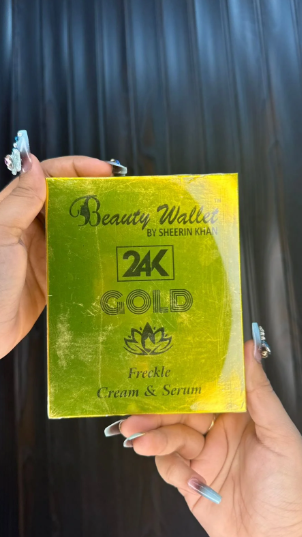 Beauty Wallet
BY SHEERIN KHAN
24K
GOLD
Freckle
Cream & Serum